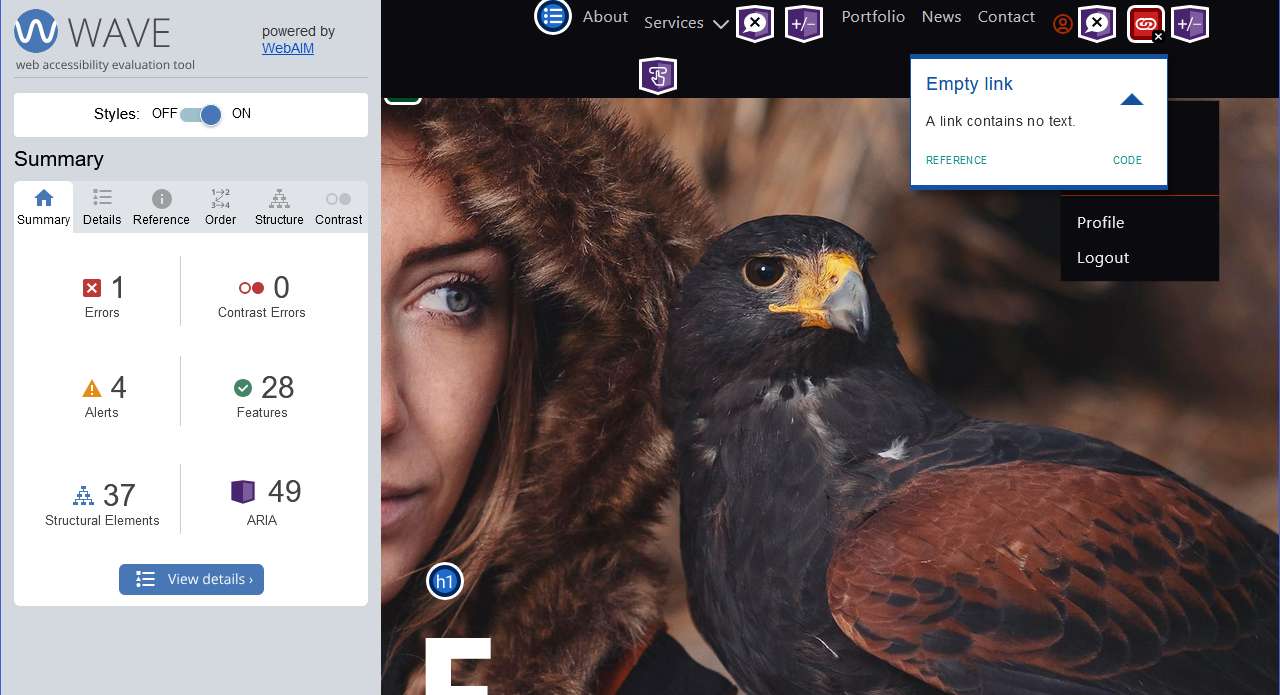 WAVE
powered by
WebAIM
web accessibility evaluation tool
Styles: OFF ON
Summary
Summary Details Reference Order Structure Contrast
1
Errors
0
Contrast Errors
4
Alerts
28
Features
37
Structural Elements
49
ARIA
View details ›
About Services +/− Portfolio News Contact +/−
Empty link
A link contains no text.
REFERENCE CODE
Profile
Logout
h1